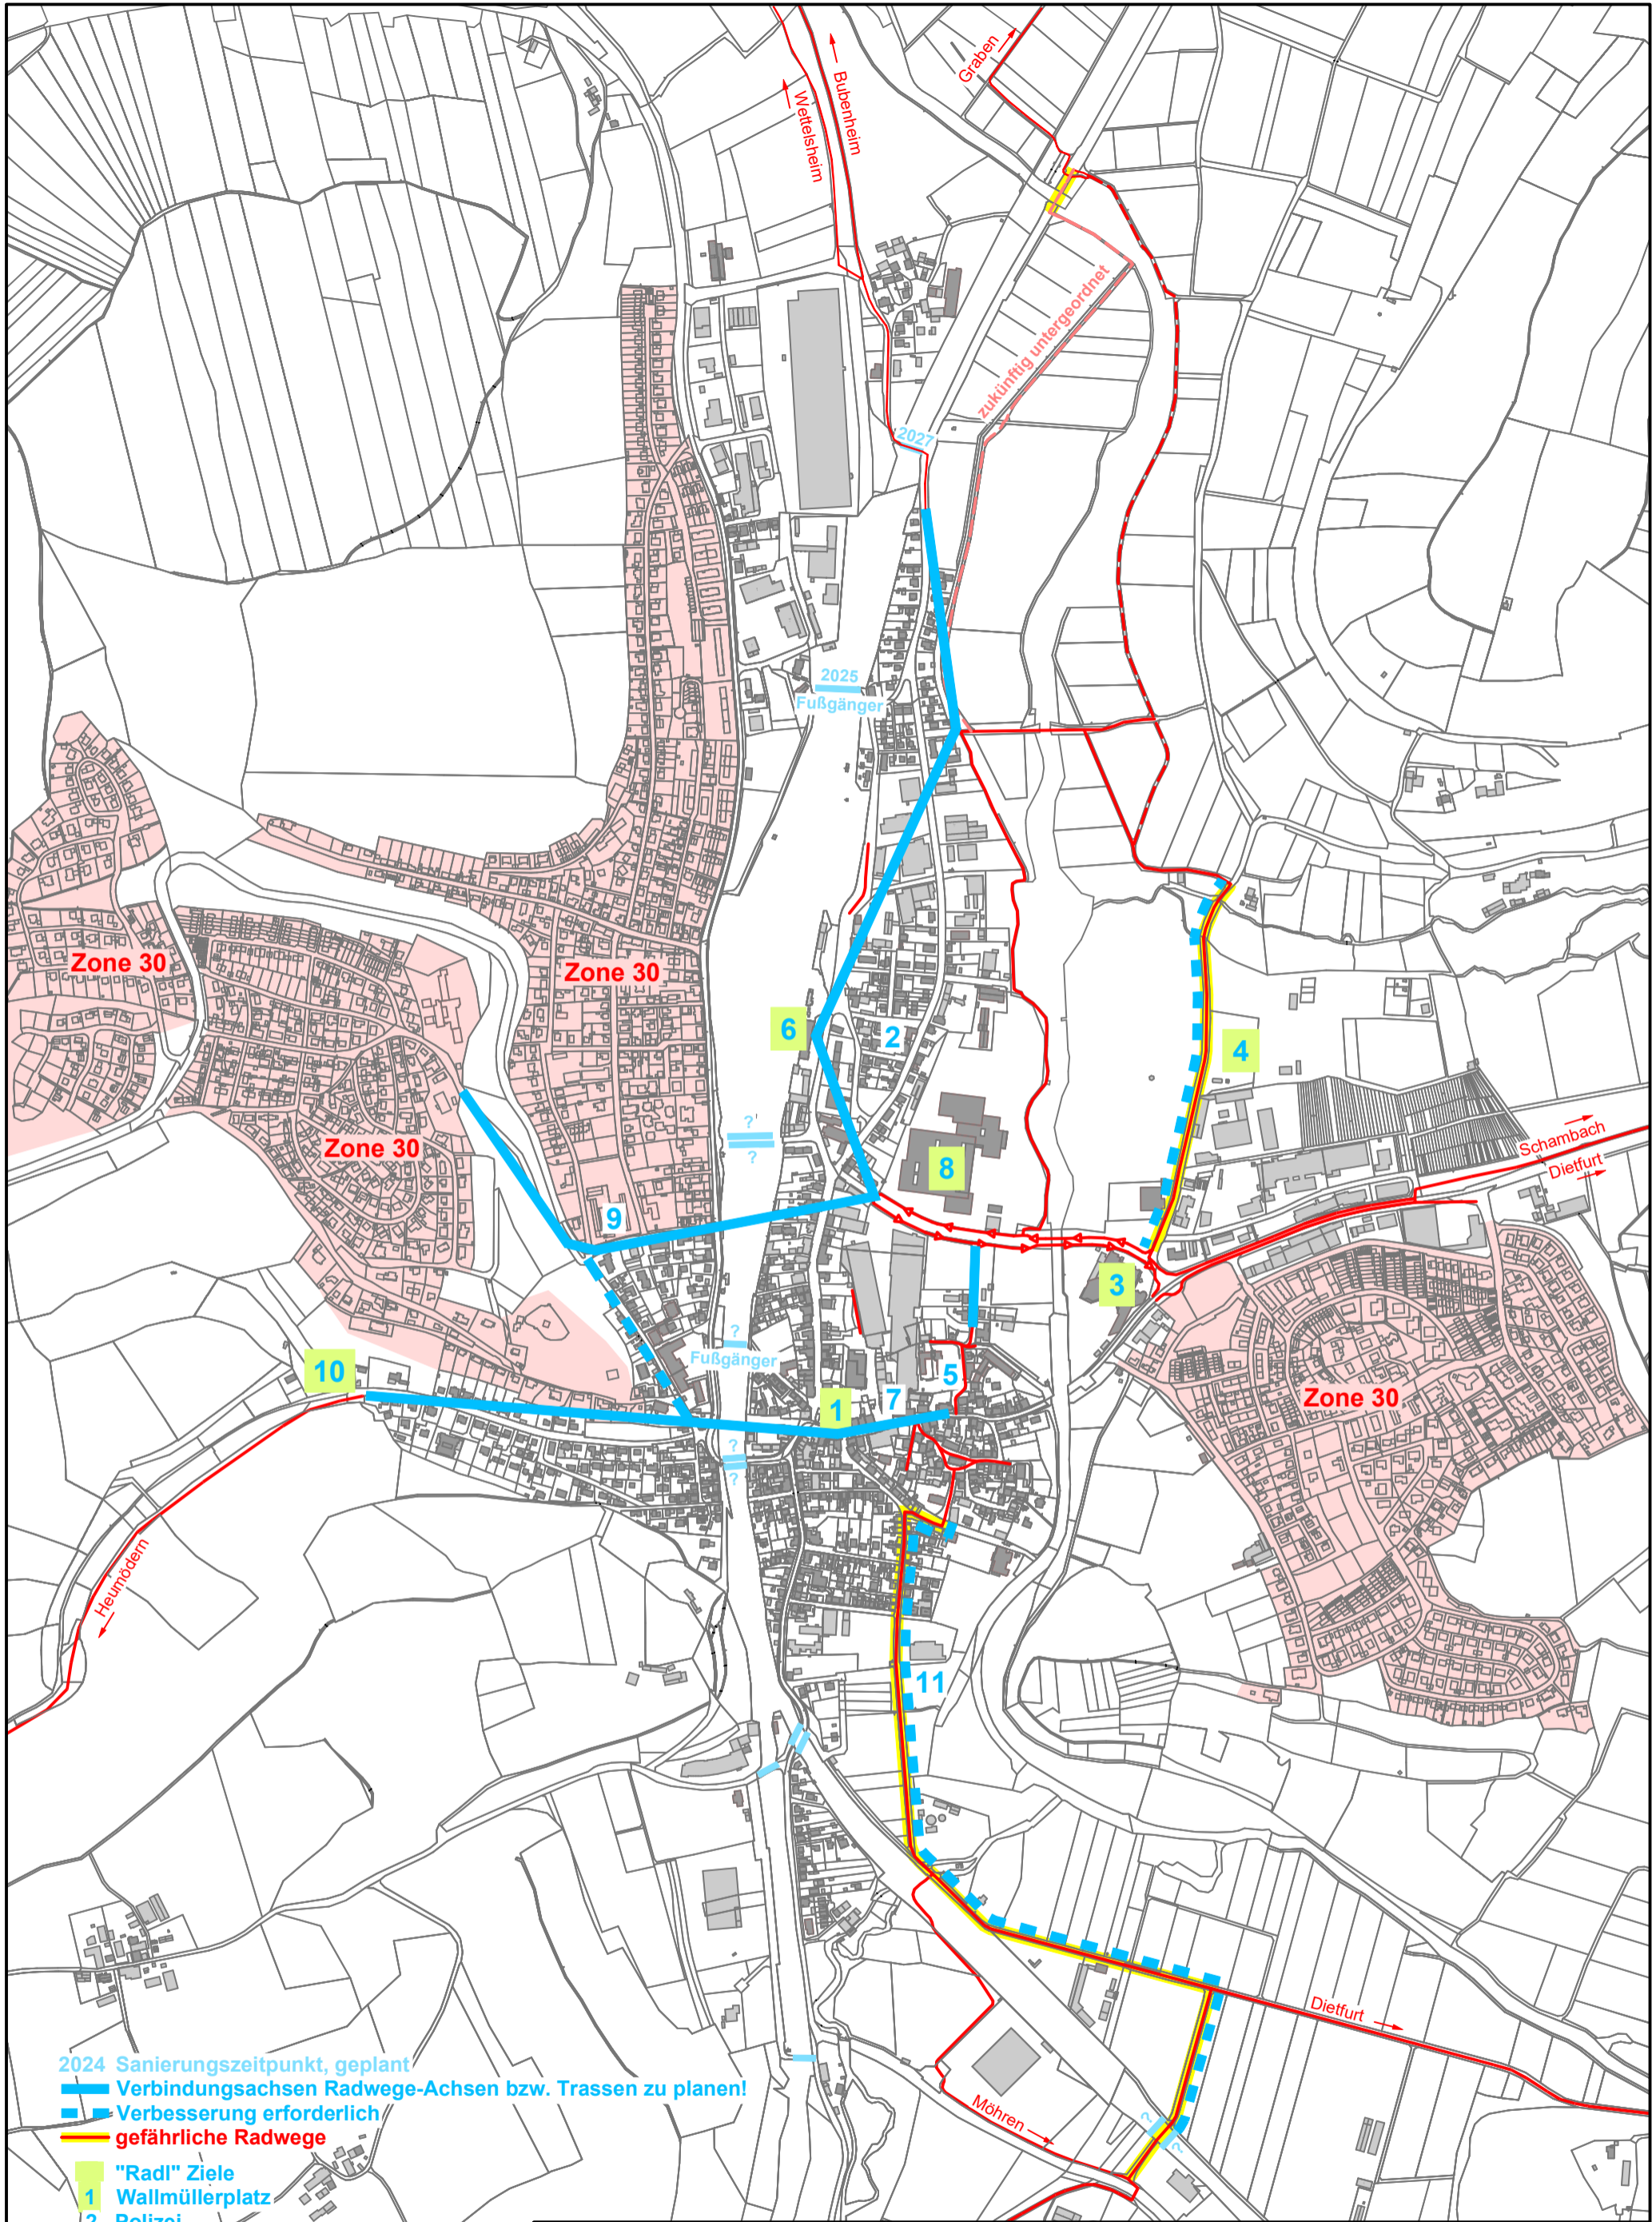 Graben
Bubenheim
Wettelsheim
zukünftig untergeordnet
2027
2025
Fußgänger
Zone 30
Zone 30
6
2
4
?
?
Zone 30
8
Schambach
Dietfurt
9
3
?
Fußgänger
10
5
7
1
Zone 30
?
?
Heumödern
11
Dietfurt
Möhren
?
?
2024 Sanierungszeitpunkt, geplant
Verbindungsachsen Radwege-Achsen bzw. Trassen zu planen!
Verbesserung erforderlich
gefährliche Radwege
"Radl" Ziele
1 Wallmüllerplatz
2 Polizei